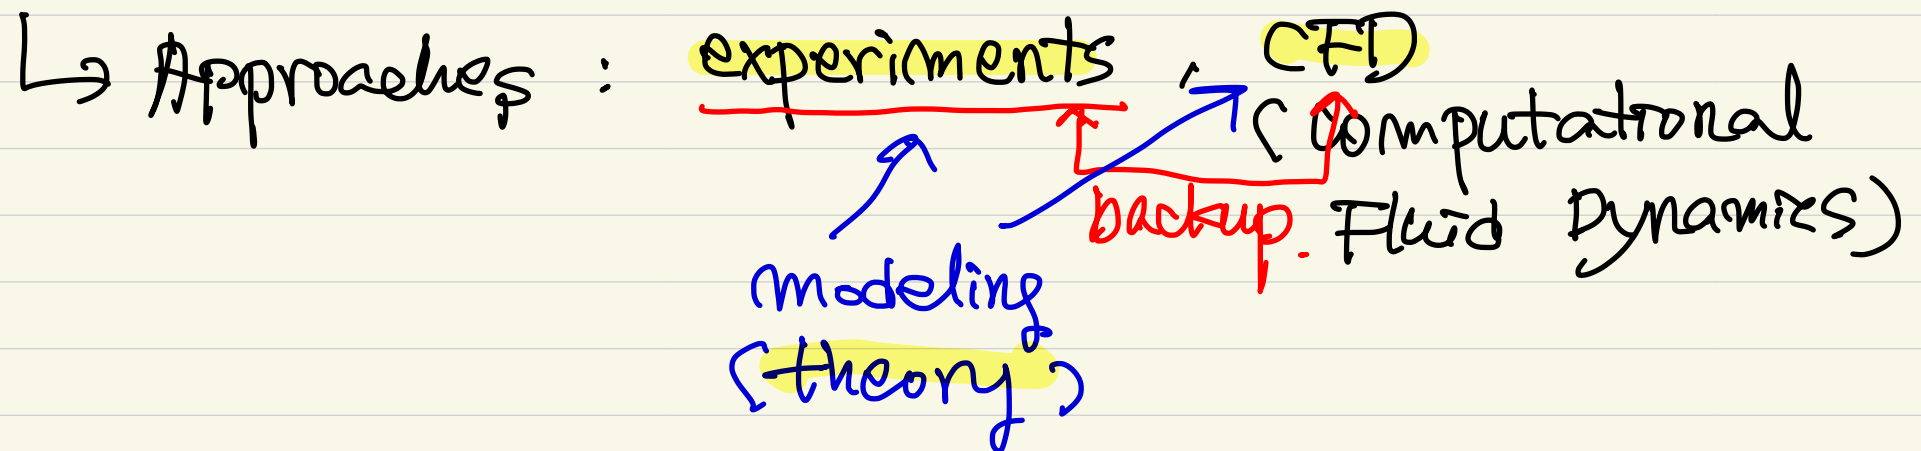 ↳ Approaches : experiments , CFD
(Computational
backup. Fluid Dynamics)
modeling
(theory)